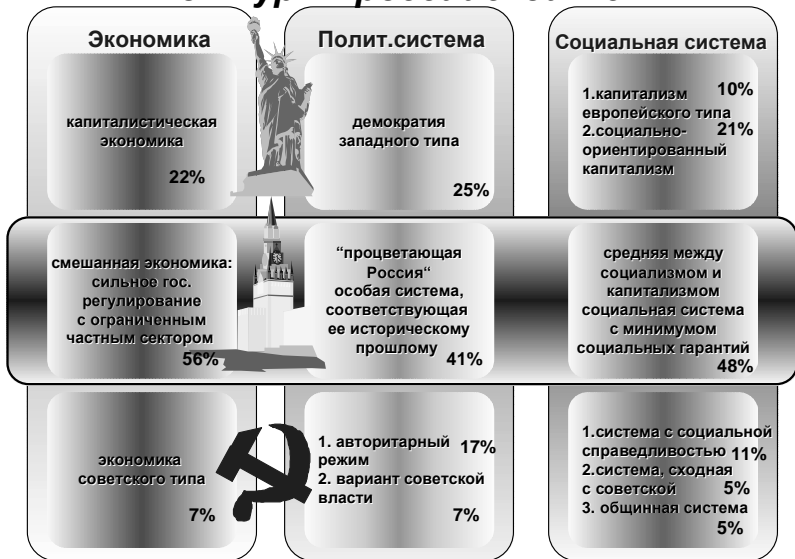 Экономика
капиталистическая
экономика
22%
Полит.система
демократия
западного типа
25%
Социальная система
1.капитализм 10%
европейского типа
2.социально- 21%
ориентированный
капитализм
смешанная экономика:
сильное гос.
регулирование
с ограниченным
частным сектором
56%
“процветающая
Россия“
особая система,
соответствующая
ее историческому
прошлому 41%
средняя между
социализмом и
капитализмом
социальная система
с минимумом
социальных гарантий
48%
экономика
советского типа
7%
1. авторитарный 17%
режим
2. вариант советской
власти
7%
1.система с социальной
справедливостью 11%
2.система, сходная
с советской 5%
3. общинная система
5%